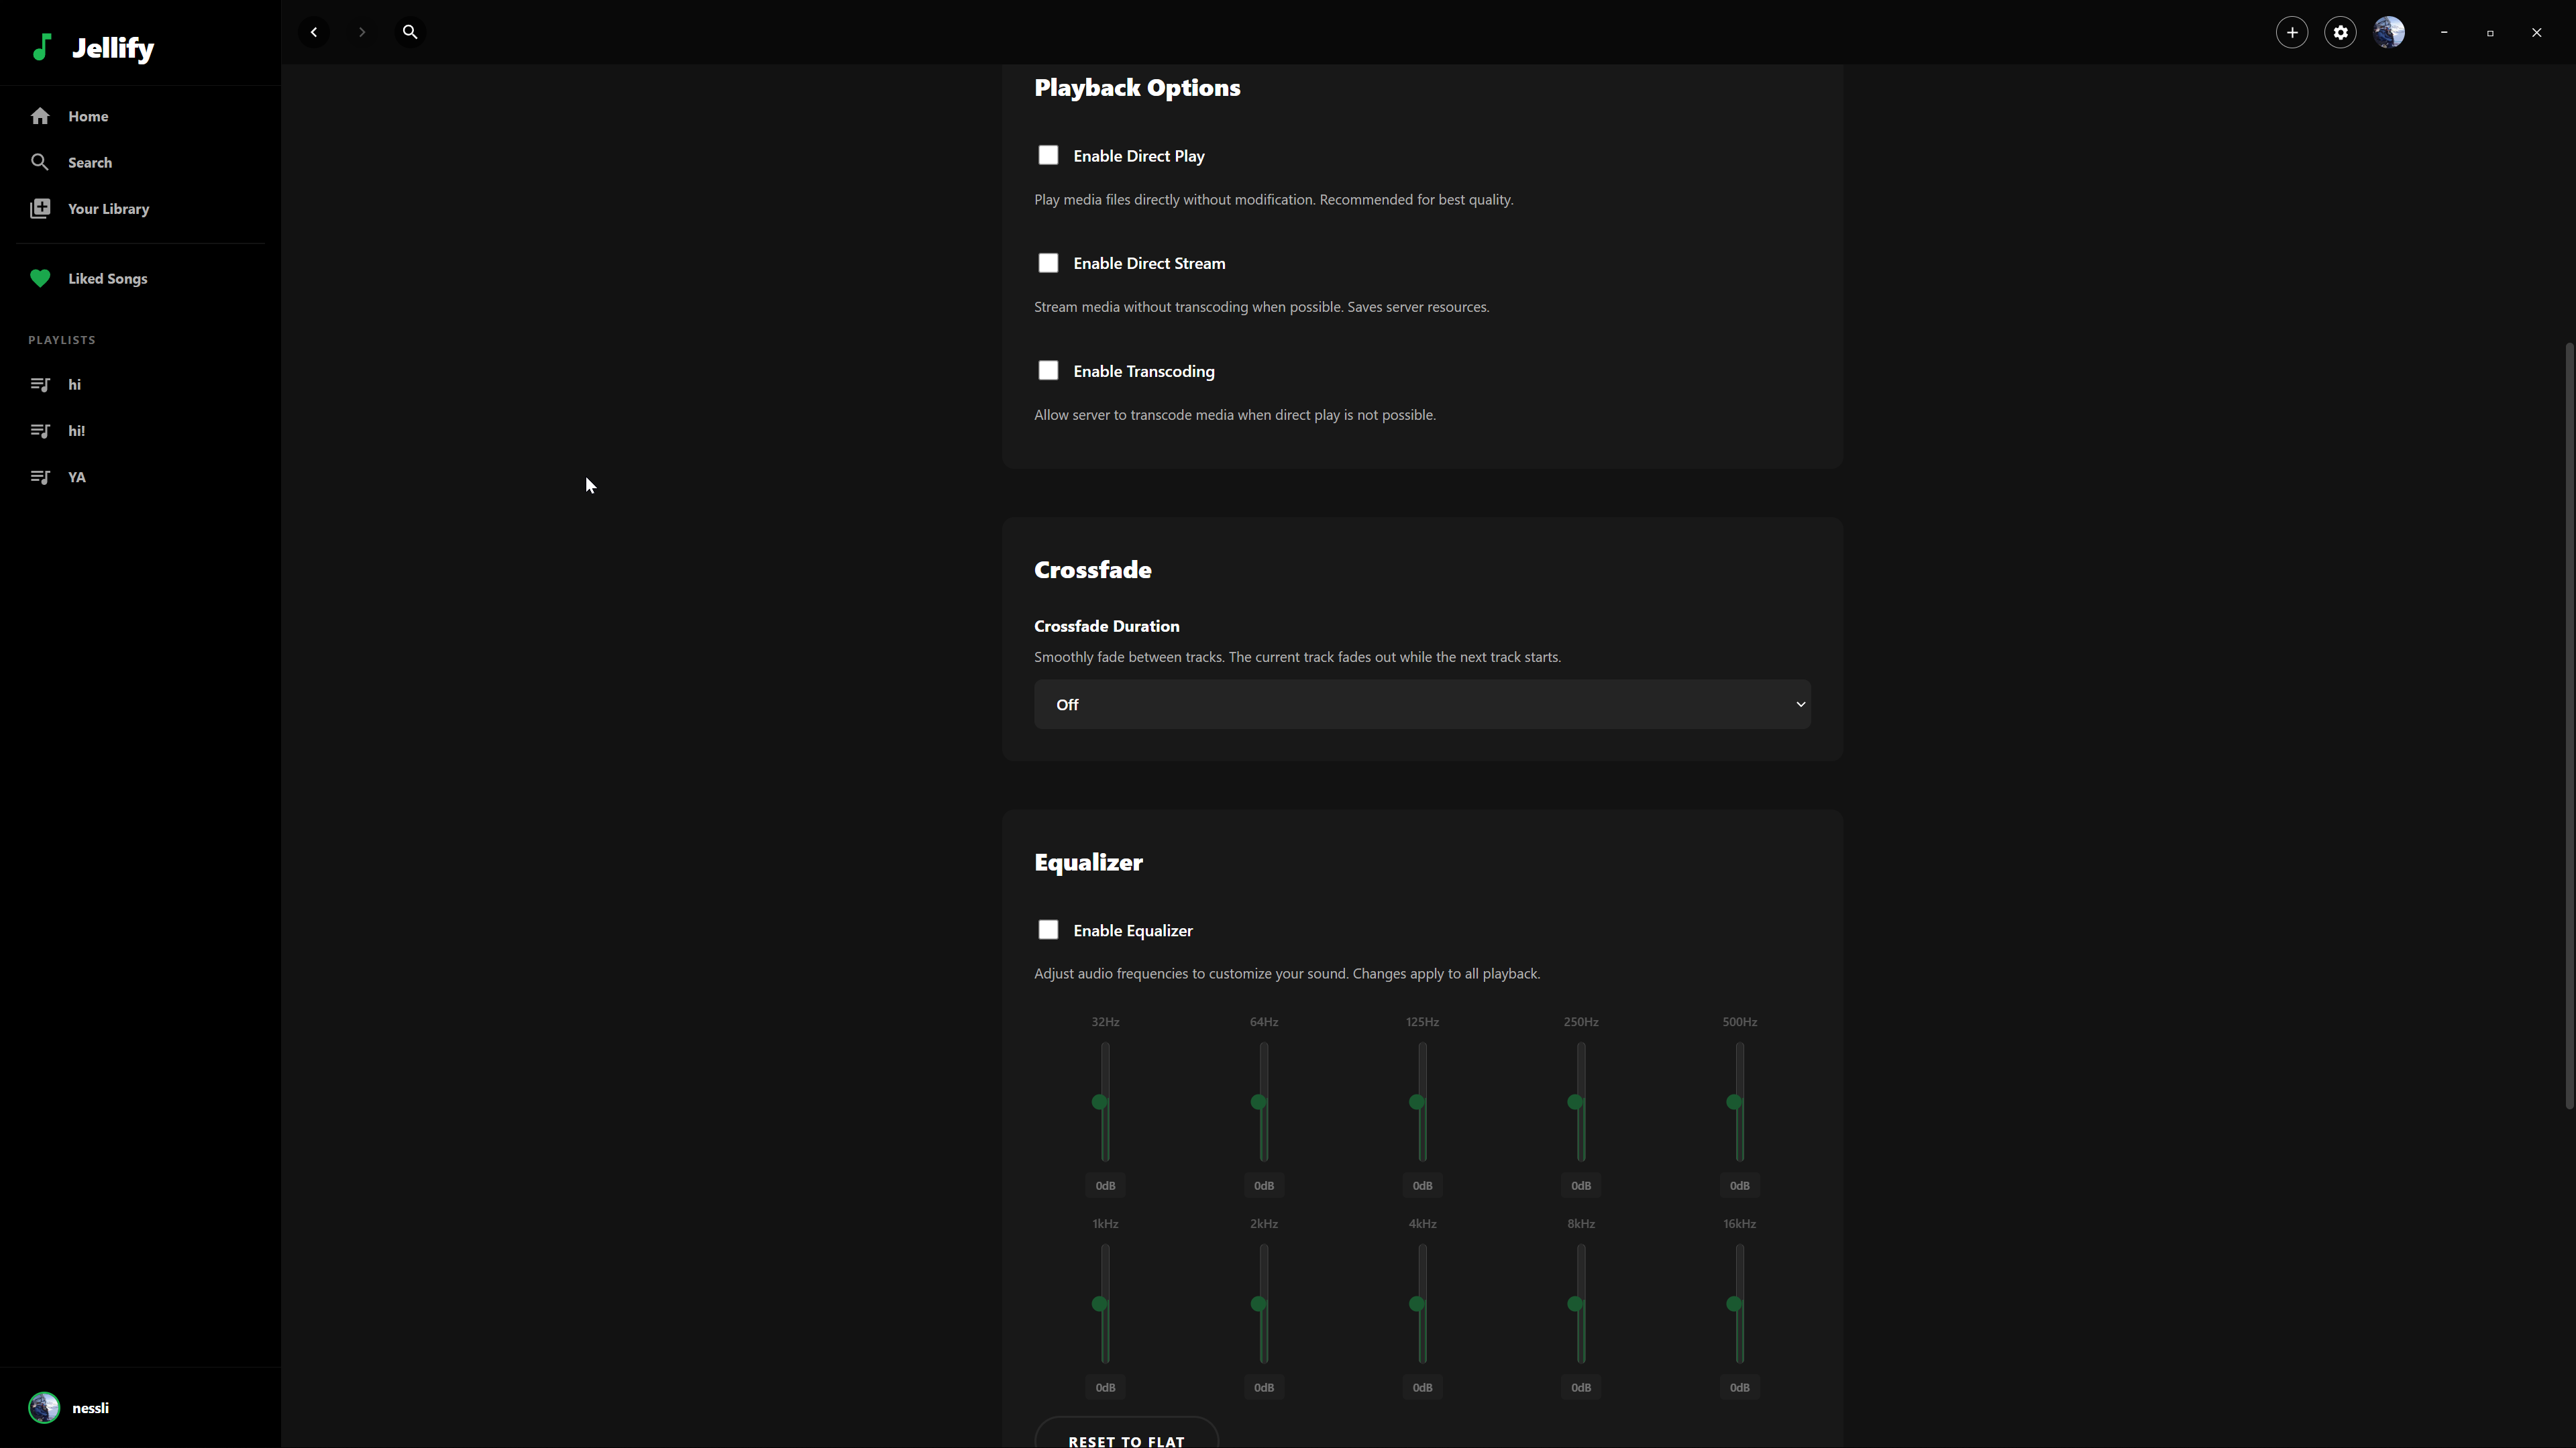 Jellify
Home
Search
Your Library
Liked Songs
PLAYLISTS
hi
hi!
YA
nessli
Playback Options
Enable Direct Play
Play media files directly without modification. Recommended for best quality.
Enable Direct Stream
Stream media without transcoding when possible. Saves server resources.
Enable Transcoding
Allow server to transcode media when direct play is not possible.
Crossfade
Crossfade Duration
Smoothly fade between tracks. The current track fades out while the next track starts.
Off
Equalizer
Enable Equalizer
Adjust audio frequencies to customize your sound. Changes apply to all playback.
32Hz 64Hz 125Hz 250Hz 500Hz
0dB 0dB 0dB 0dB 0dB
1kHz 2kHz 4kHz 8kHz 16kHz
0dB 0dB 0dB 0dB 0dB
RESET TO FLAT